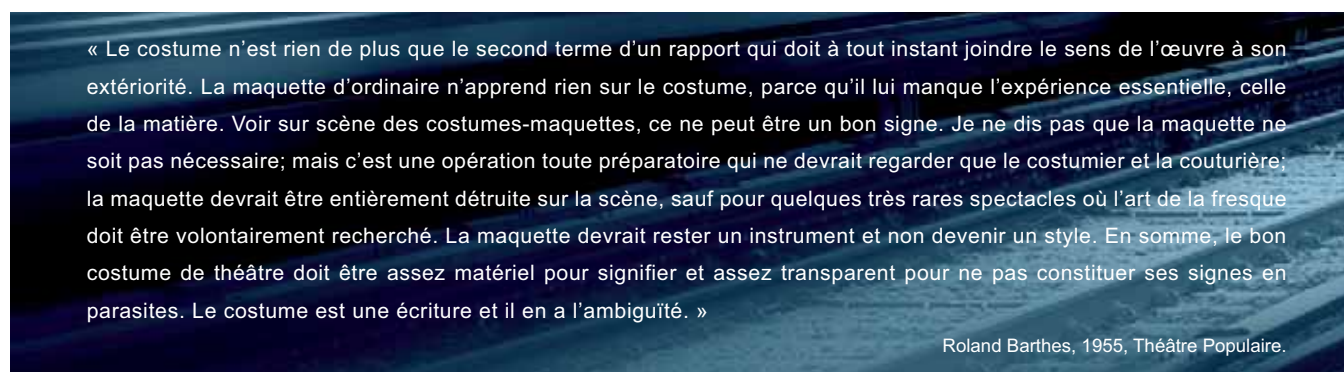 « Le costume n’est rien de plus que le second terme d’un rapport qui doit à tout instant joindre le sens de l’œuvre à son
extériorité. La maquette d’ordinaire n’apprend rien sur le costume, parce qu’il lui manque l’expérience essentielle, celle
de la matière. Voir sur scène des costumes-maquettes, ce ne peut être un bon signe. Je ne dis pas que la maquette ne
soit pas nécessaire; mais c’est une opération toute préparatoire qui ne devrait regarder que le costumier et la couturière;
la maquette devrait être entièrement détruite sur la scène, sauf pour quelques très rares spectacles où l’art de la fresque
doit être volontairement recherché. La maquette devrait rester un instrument et non devenir un style. En somme, le bon
costume de théâtre doit être assez matériel pour signifier et assez transparent pour ne pas constituer ses signes en
parasites. Le costume est une écriture et il en a l’ambiguïté. »
Roland Barthes, 1955, Théâtre Populaire.